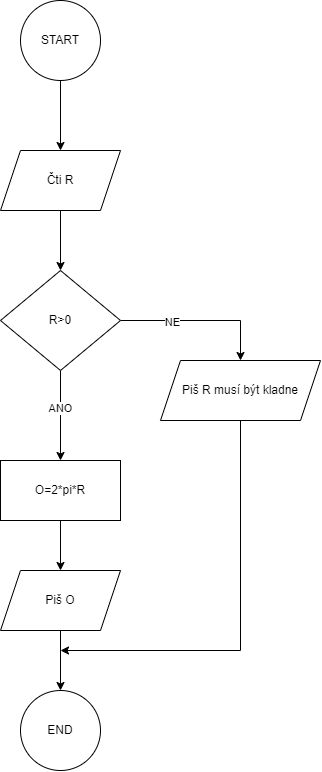 START
Čti R
R>0
NE
Piš R musí být kladne
ANO
O=2*pi*R
Piš O
END